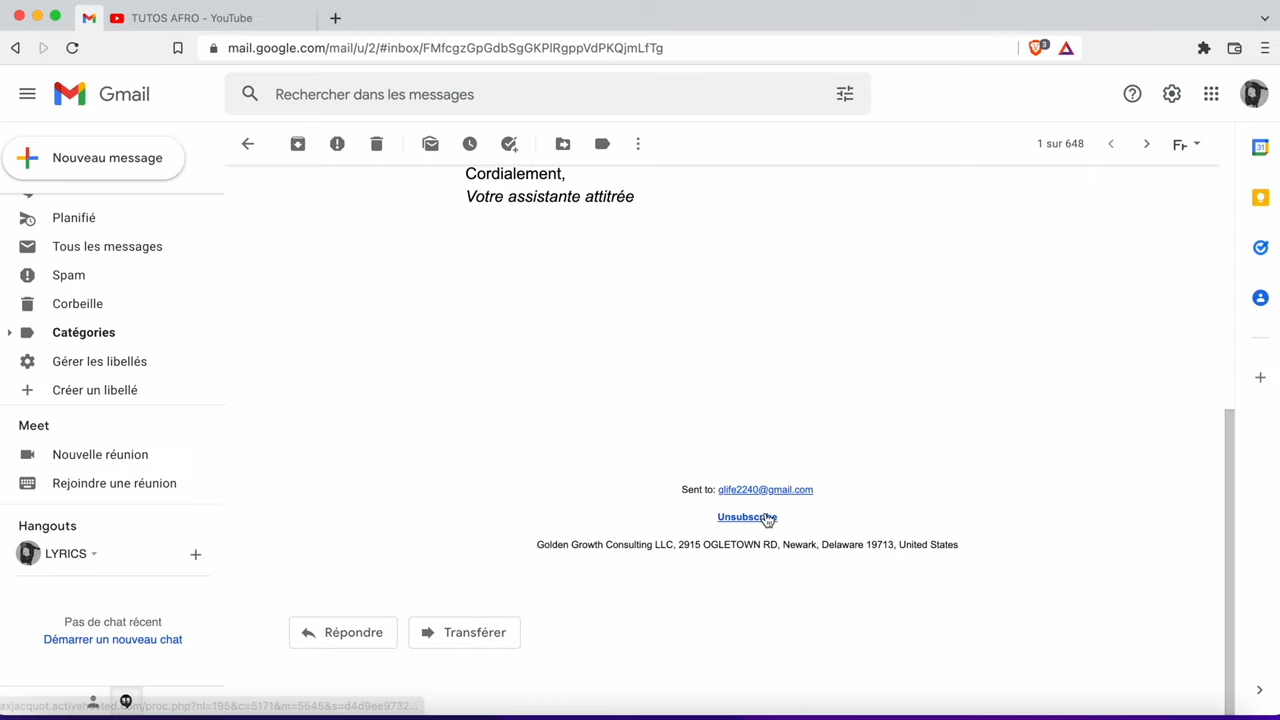 TUTOS AFRO - YouTube
mail.google.com/mail/u/2/#inbox/FMfcgzGpGdbSgGKPlRgppVdPKQjmLfTg
3
Gmail
Rechercher dans les messages
Nouveau message
1 sur 648
Fr
Cordialement,
Votre assistante attitrée
Planifié
Tous les messages
Spam
Corbeille
Catégories
Gérer les libellés
Créer un libellé
Meet
Nouvelle réunion
Rejoindre une réunion
Hangouts
LYRICS
Pas de chat récent
Démarrer un nouveau chat
31
Sent to: glife2240@gmail.com
Unsubscribe
Golden Growth Consulting LLC, 2915 OGLETOWN RD, Newark, Delaware 19713, United States
Répondre
Transférer